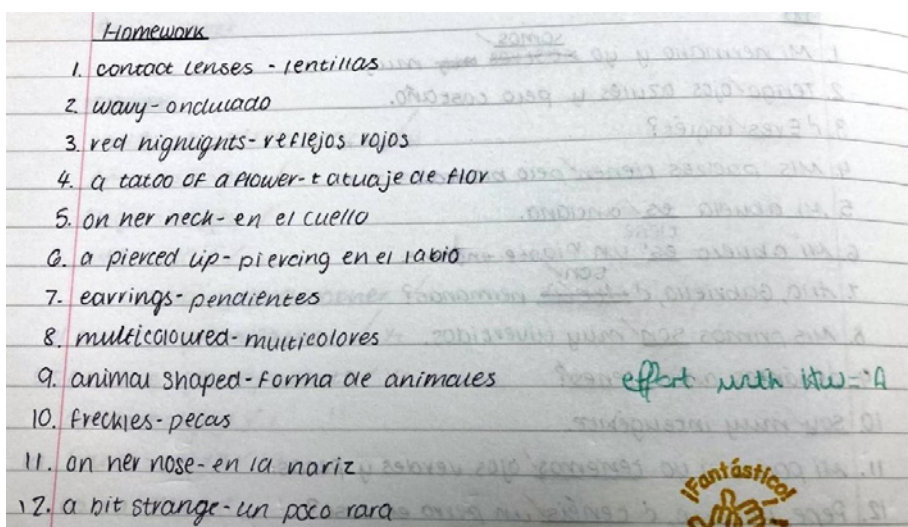 Homework
1. contact lenses - lentillas
2. wavy - ondulado
3. red highlights - reflejos rojos
4. a tatoo of a flower - tatuaje de flor
5. on her neck - en el cuello
6. a pierced lip - piercing en el labio
7. earrings - pendientes
8. multicoloured - multicolores
9. animal shaped - forma de animales
effort with HW = 'A
10. freckles - pecas
11. on her nose - en la nariz
12. a bit strange - un poco rara
¡Fantástico!